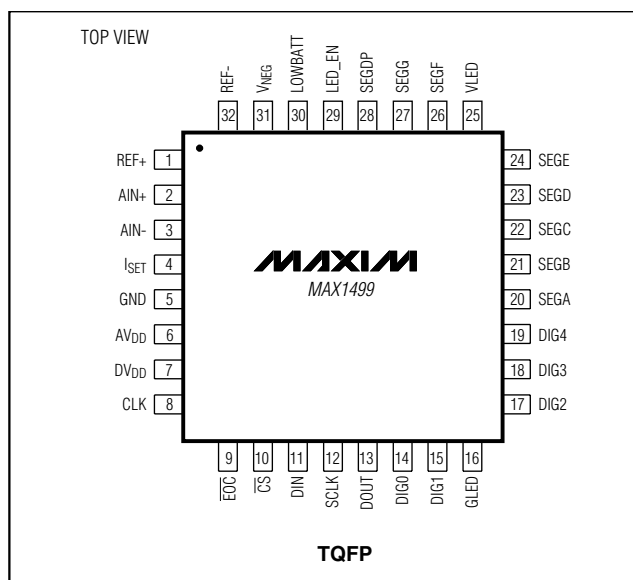 TOP VIEW
REF-
VNEG
LOWBATT
LED_EN
SEGDP
SEGG
SEGF
VLED
32 31 30 29 28 27 26 25
REF+ 1
AIN+ 2
AIN- 3
ISET 4
GND 5
AVDD 6
DVDD 7
CLK 8
MAXIM
MAX1499
24 SEGE
23 SEGD
22 SEGC
21 SEGB
20 SEGA
19 DIG4
18 DIG3
17 DIG2
9 10 11 12 13 14 15 16
EOC
CS
DIN
SCLK
DOUT
DIG0
DIG1
GLED
TQFP